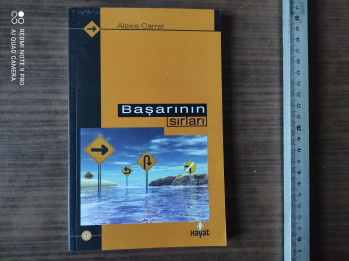 Alexis Carrel
Başarının
sırları
Hayat
REDMI NOTE 9 PRO
AI QUAD CAMERA